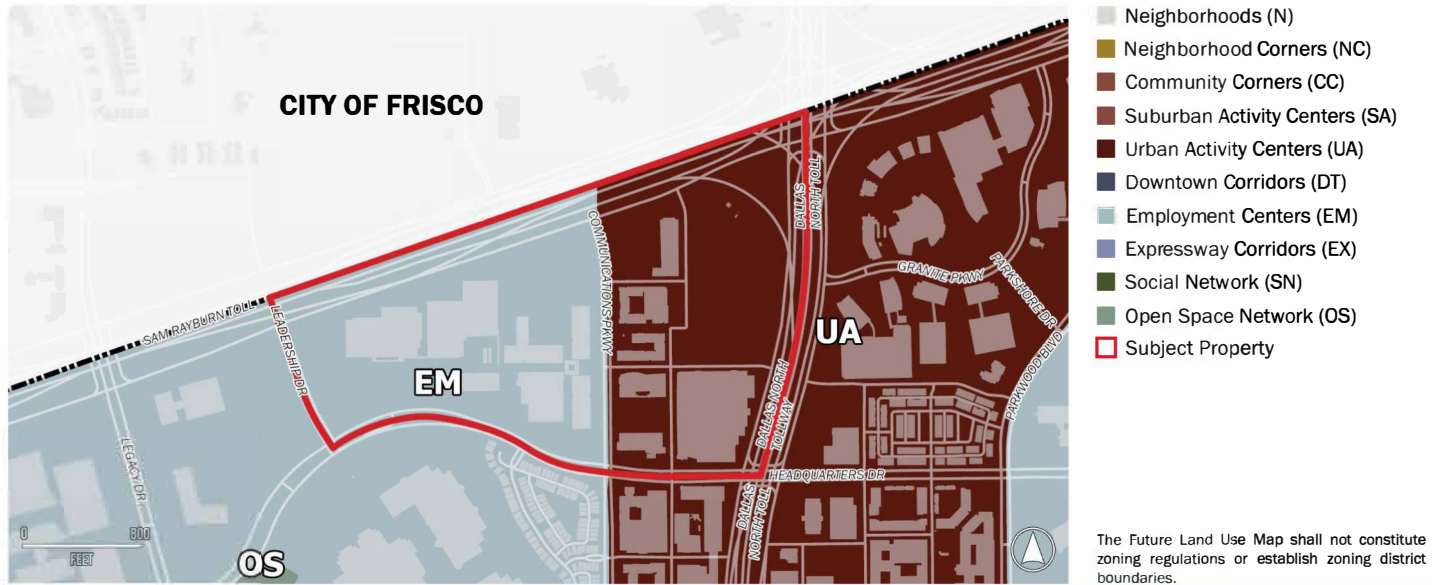 CITY OF FRISCO
SAM RAYBURN TOLL
LEADERSHIP DR
LEGACY DR
COMMUNICATIONS PKWY
DALLAS
NORTH TOLL
GRANITE PKWY
PARKSHORE DR
PARKWOOD BLVD
UA
EM
DALLAS NORTH
TOLLWAY
HEADQUARTERS DR
DALLAS
NORTH TOLL
OS
0 800
FEET
Neighborhoods (N)
Neighborhood Corners (NC)
Community Corners (CC)
Suburban Activity Centers (SA)
Urban Activity Centers (UA)
Downtown Corridors (DT)
Employment Centers (EM)
Expressway Corridors (EX)
Social Network (SN)
Open Space Network (OS)
Subject Property
The Future Land Use Map shall not constitute
zoning regulations or establish zoning district
boundaries.